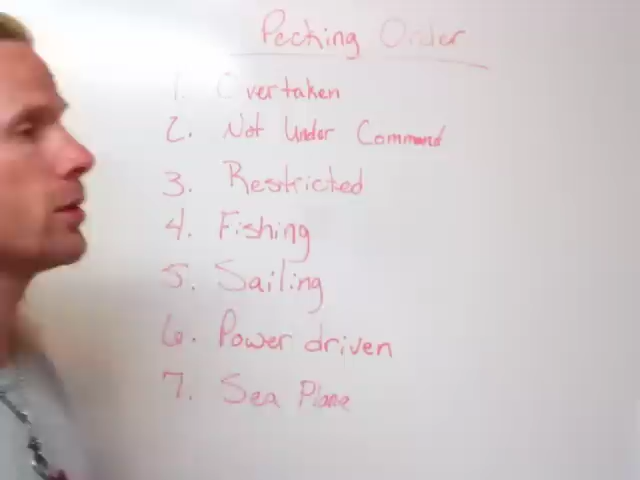 Pecking Order
1. Overtaken
2. Not Under Command
3. Restricted
4. Fishing
5. Sailing
6. Power driven
7. Sea Plane